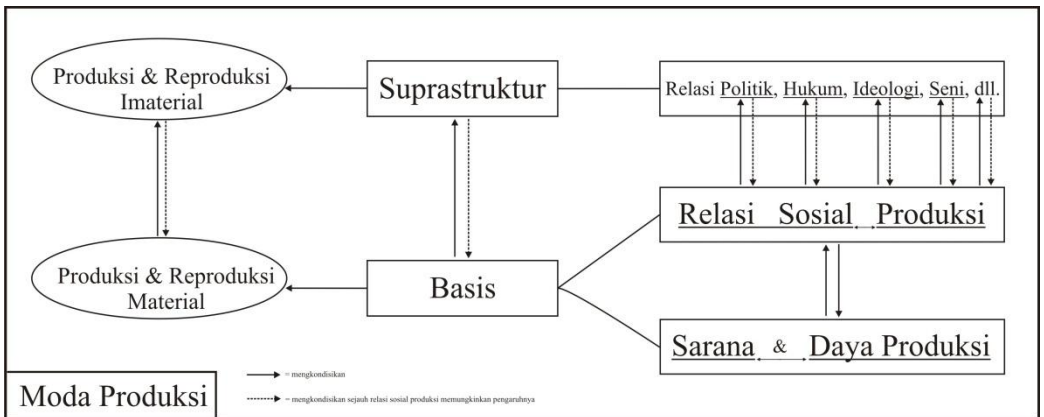 Produksi & Reproduksi
Imaterial
Suprastruktur
Relasi Politik, Hukum, Ideologi, Seni, dll.
Relasi Sosial Produksi
Produksi & Reproduksi
Material
Basis
Sarana & Daya Produksi
Moda Produksi
= mengkondisikan
= mengkondisikan sejauh relasi sosial produksi memungkinkan pengaruhnya